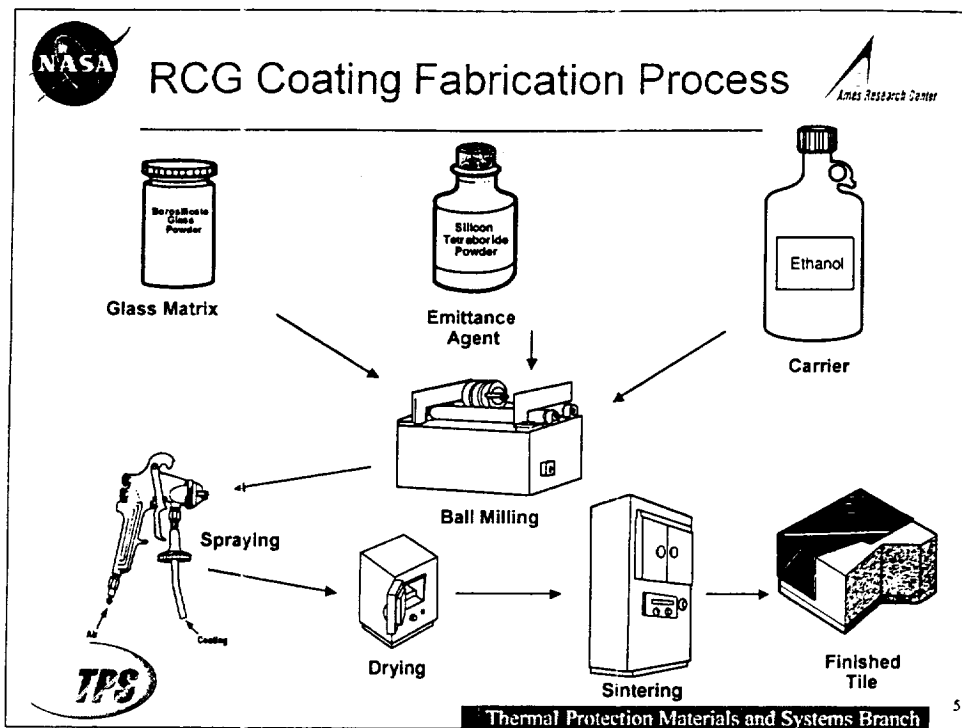 NASA
RCG Coating Fabrication Process
Ames Research Center
Borosilicate
Glass
Powder
Silicon
Tetraboride
Powder
Ethanol
Glass Matrix
Emittance
Agent
Carrier
Ball Milling
Spraying
Air
Coating
Drying
Sintering
Finished
Tile
TPS
Thermal Protection Materials and Systems Branch
5